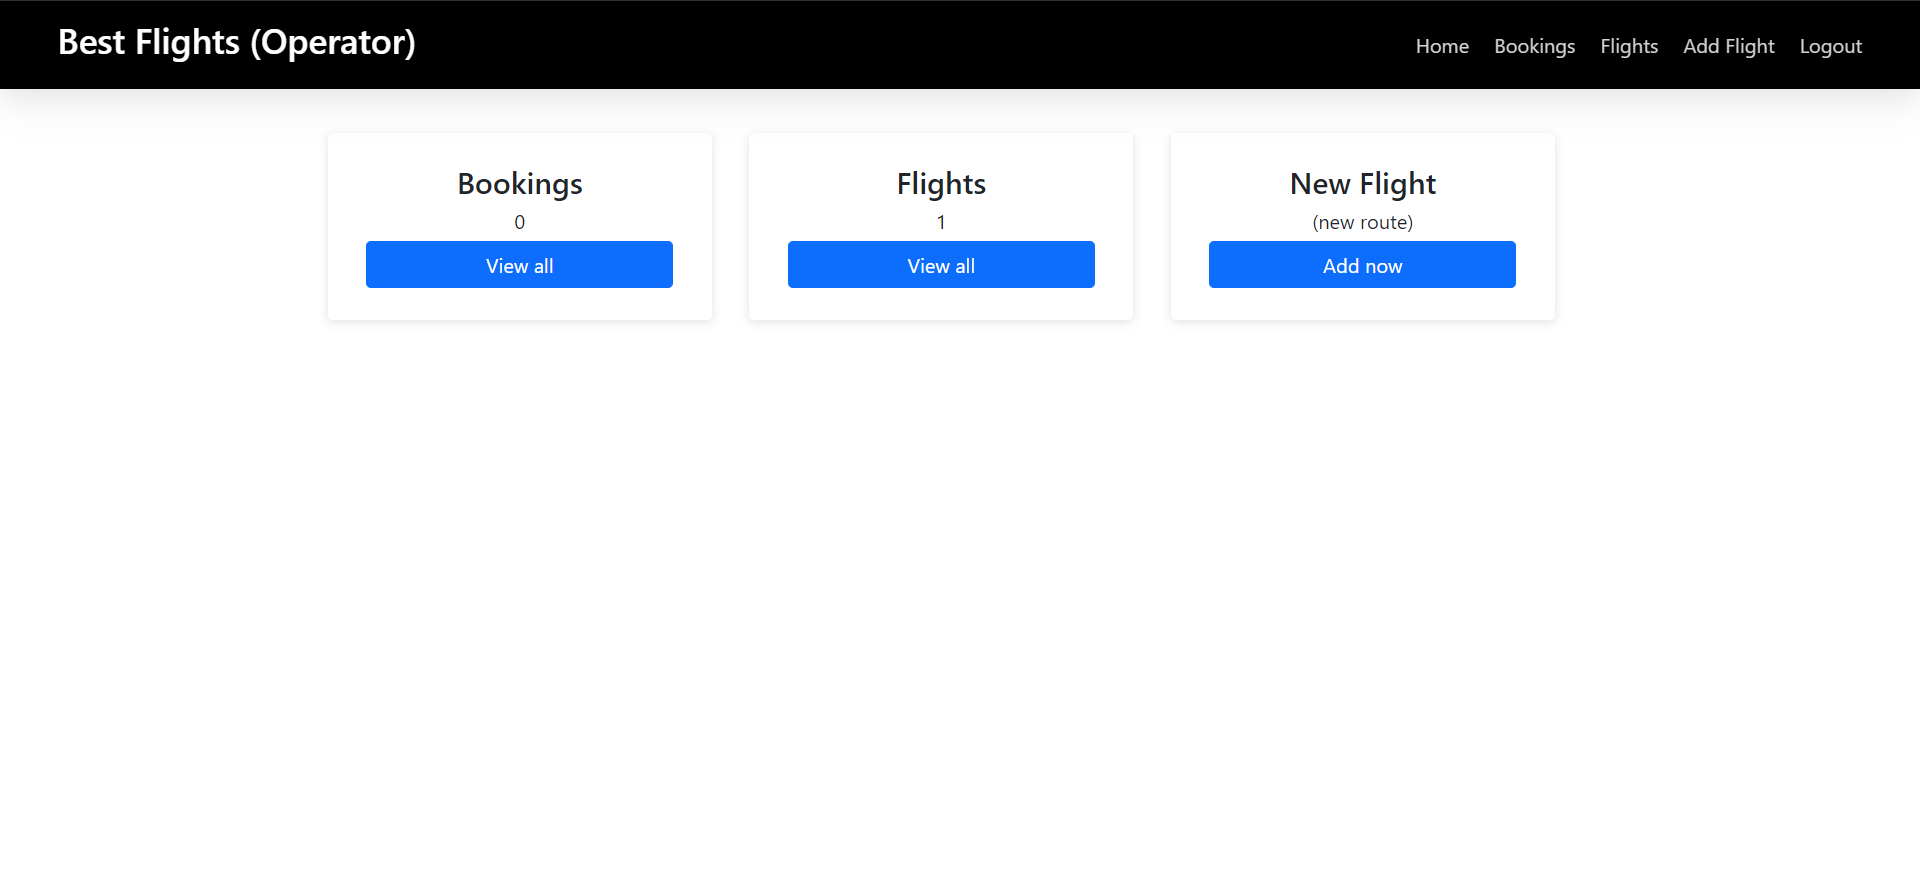 Best Flights (Operator)
Home Bookings Flights Add Flight Logout
Bookings
0
View all
Flights
1
View all
New Flight
(new route)
Add now